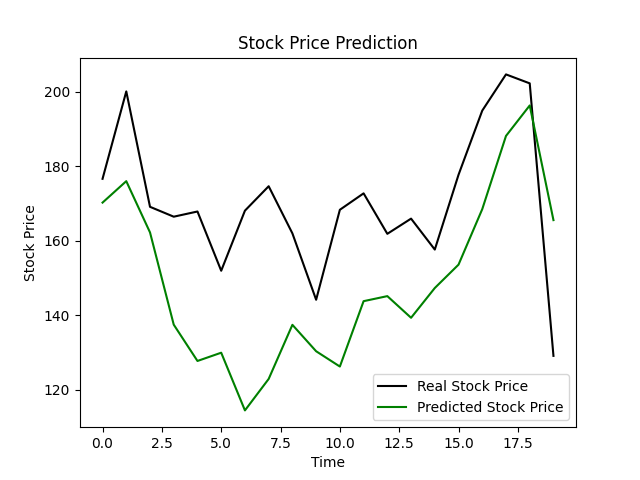 Stock Price Prediction
Stock Price
200
180
160
140
120
Real Stock Price
Predicted Stock Price
0.0 2.5 5.0 7.5 10.0 12.5 15.0 17.5
Time